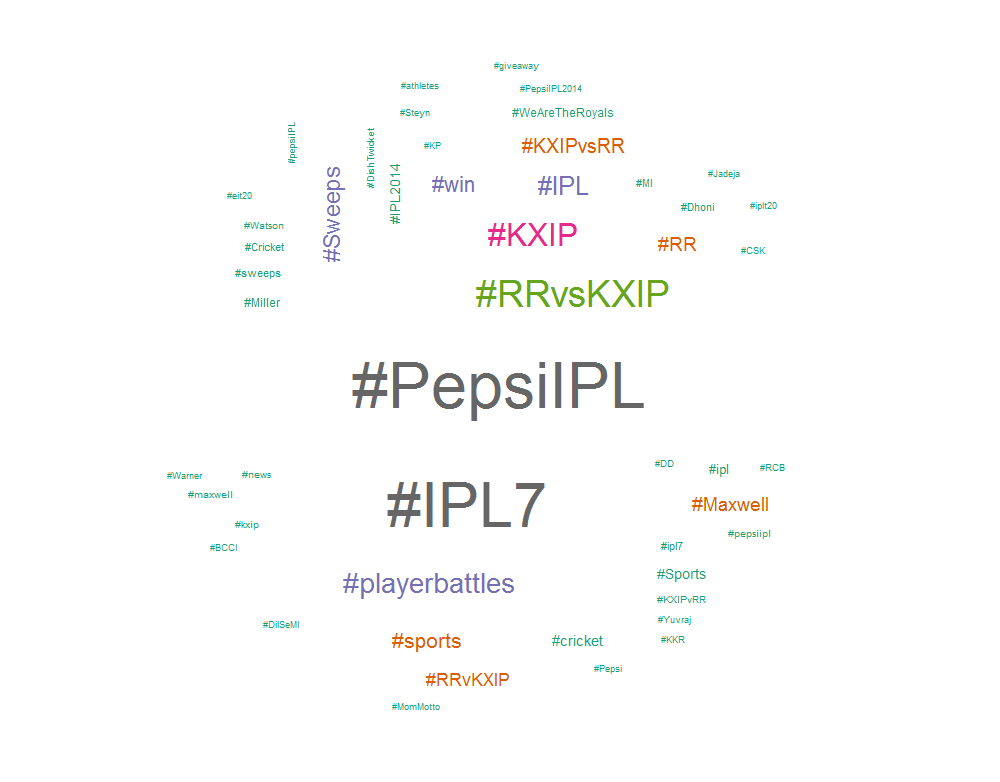 #giveaway
#athletes
#PepsiIPL2014
#Steyn
#WeAreTheRoyals
#pepsiIPL
#DishTwicket
#KP
#KXIPvsRR
#Sweeps
#IPL2014
#win
#IPL
#MI
#Jadeja
#elt20
#Dhoni
#iplt20
#Watson
#Cricket
#KXIP
#RR
#CSK
#sweeps
#Miller
#RRvsKXIP
#PepsiIPL
#DD
#ipl
#RCB
#Warner
#news
#maxwell
#IPL7
#Maxwell
#kxip
#pepsiipl
#BCCI
#ipl7
#playerbattles
#Sports
#KXIPvRR
#DilSeMI
#Yuvraj
#sports
#cricket
#KKR
#Pepsi
#RRvKXIP
#MomMotto